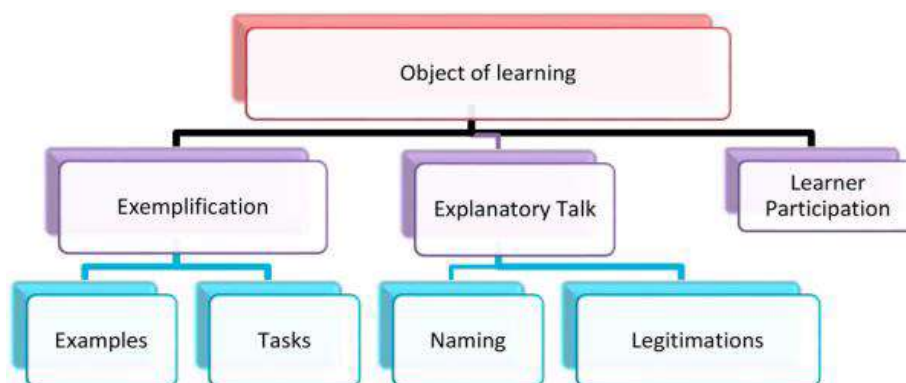 Object of learning
Exemplification
Explanatory Talk
Learner
Participation
Examples
Tasks
Naming
Legitimations